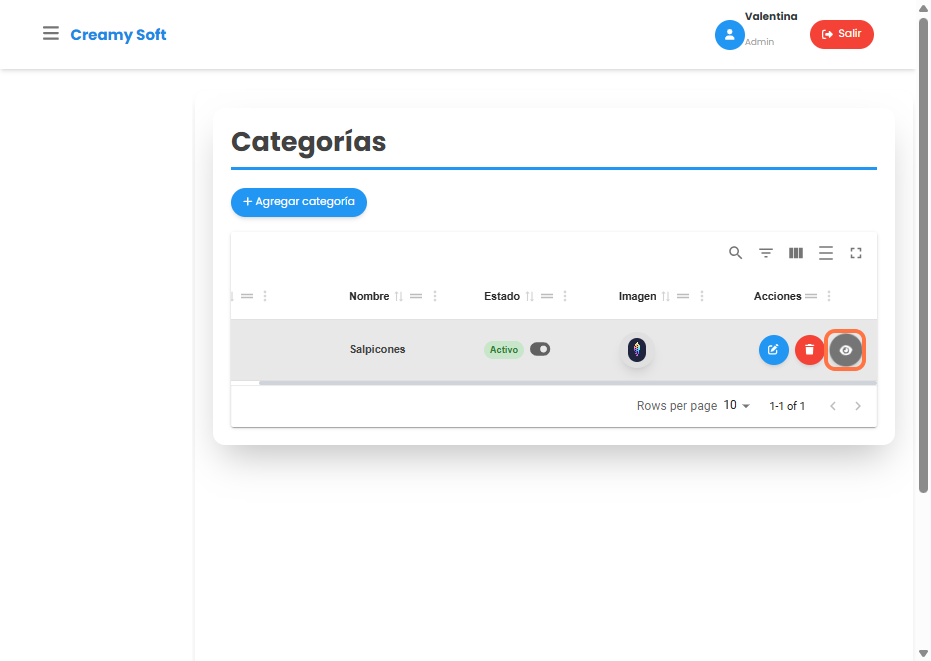 Creamy Soft
Valentina
Admin
Salir
Categorías
+ Agregar categoría
Nombre Estado Imagen Acciones
Salpicones Activo
Rows per page 10 1-1 of 1